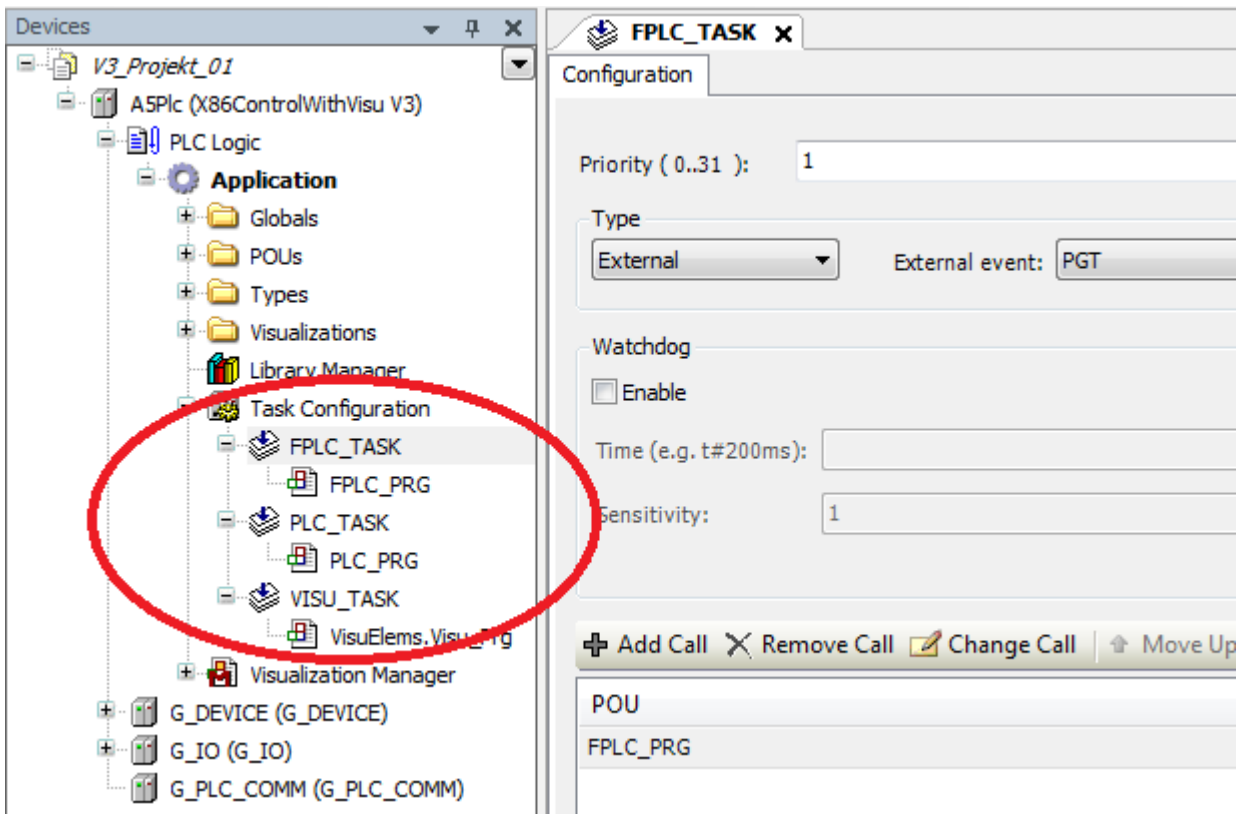 Devices
V3_Projekt_01
A5Plc (X86ControlWithVisu V3)
PLC Logic
Application
Globals
POUs
Types
Visualizations
Library Manager
Task Configuration
FPLC_TASK
FPLC_PRG
PLC_TASK
PLC_PRG
VISU_TASK
VisuElems.Visu_Prg
Visualization Manager
G_DEVICE (G_DEVICE)
G_IO (G_IO)
G_PLC_COMM (G_PLC_COMM)
FPLC_TASK
Configuration
Priority ( 0..31 ): 1
Type
External External event: PGT
Watchdog
Enable
Time (e.g. t#200ms):
Sensitivity: 1
Add Call Remove Call Change Call Move Up
POU
FPLC_PRG